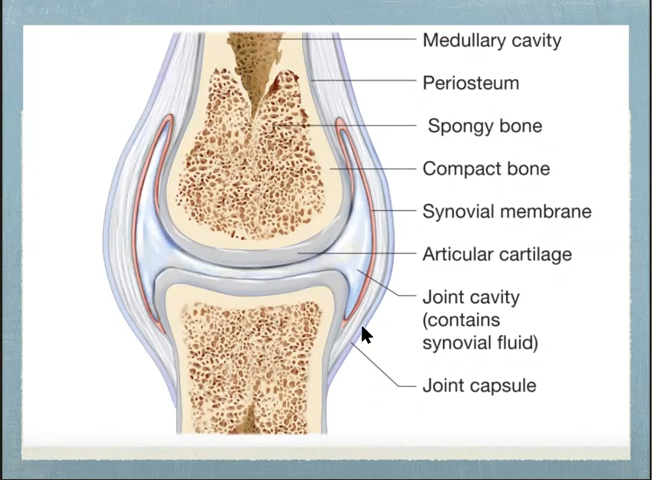 Medullary cavity
Periosteum
Spongy bone
Compact bone
Synovial membrane
Articular cartilage
Joint cavity
(contains
synovial fluid)
Joint capsule